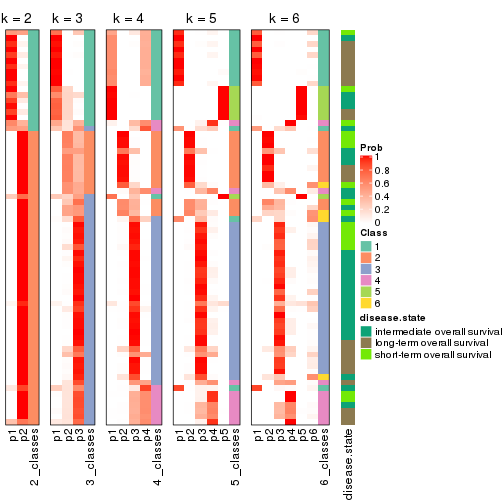 k = 2 k = 3 k = 4 k = 5 k = 6
Prob
1
0.8
0.6
0.4
0.2
0
Class
1
2
3
4
5
6
disease.state
intermediate overall survival
long-term overall survival
short-term overall survival
p1 p2 2_classes p1 p2 p3 3_classes p1 p2 p3 p4 4_classes p1 p2 p3 p4 p5 5_classes p1 p2 p3 p4 p5 p6 6_classes disease.state